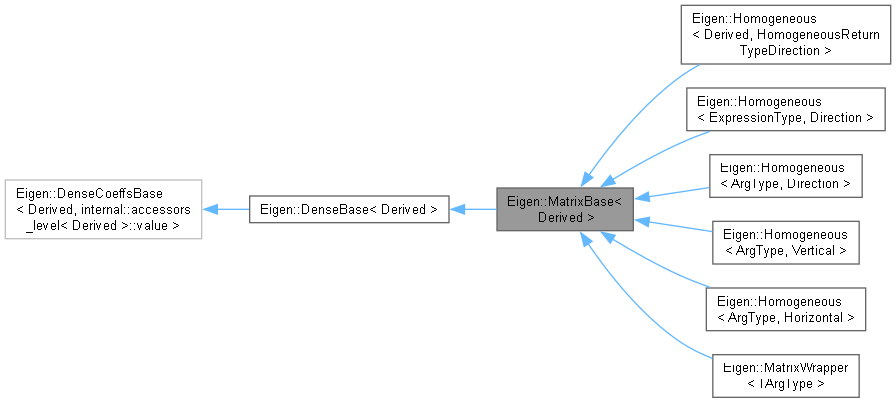 Eigen::DenseCoeffsBase
< Derived, internal::accessors
_level< Derived >::value >
Eigen::DenseBase< Derived >
Eigen::MatrixBase<
Derived >
Eigen::Homogeneous
< Derived, HomogeneousReturn
TypeDirection >
Eigen::Homogeneous
< ExpressionType, Direction >
Eigen::Homogeneous
< ArgType, Direction >
Eigen::Homogeneous
< ArgType, Vertical >
Eigen::Homogeneous
< ArgType, Horizontal >
Eigen::MatrixWrapper
< TArgType >